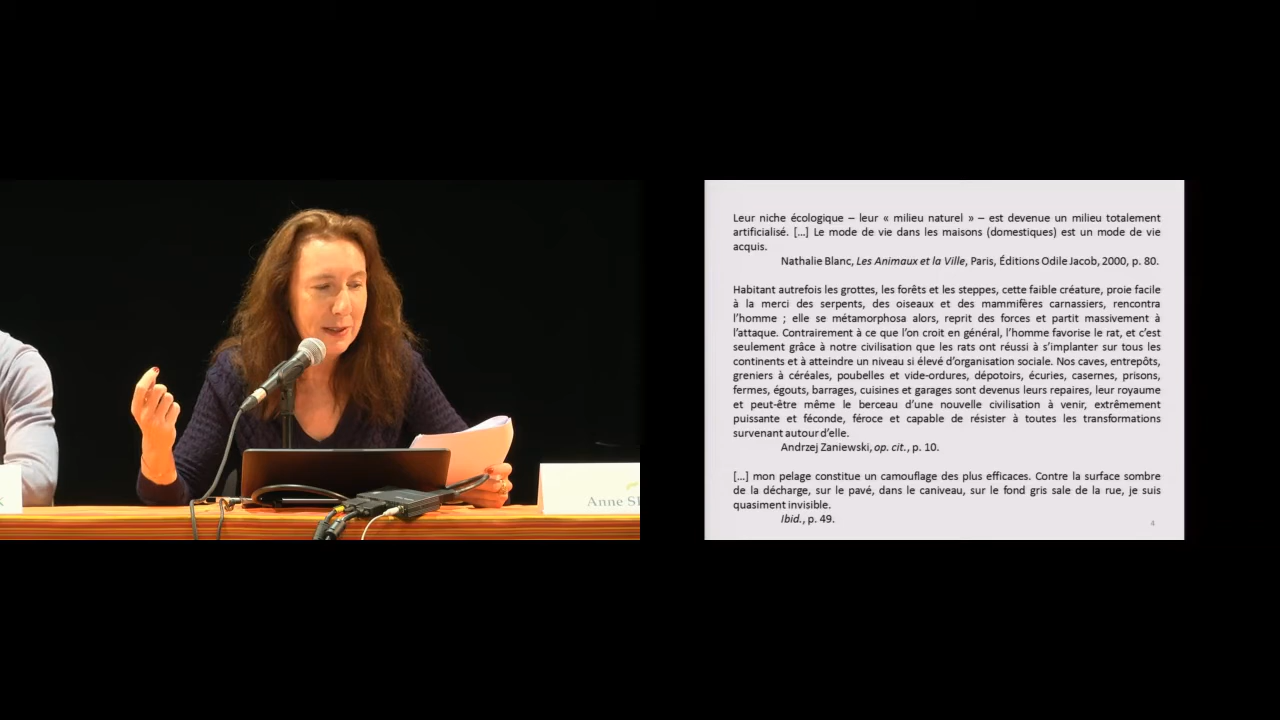 Leur niche écologique – leur « milieu naturel » – est devenue un milieu totalement
artificialisé. [...] Le mode de vie dans les maisons (domestiques) est un mode de vie
acquis.
Nathalie Blanc, Les Animaux et la Ville, Paris, Éditions Odile Jacob, 2000, p. 80.
Habitant autrefois les grottes, les forêts et les steppes, cette faible créature, proie facile
à la merci des serpents, des oiseaux et des mammifères carnassiers, rencontra
l'homme ; elle se métamorphosa alors, reprit des forces et partit massivement à
l'attaque. Contrairement à ce que l'on croit en général, l'homme favorise le rat, et c'est
seulement grâce à notre civilisation que les rats ont réussi à s'implanter sur tous les
continents et à atteindre un niveau si élevé d'organisation sociale. Nos caves, entrepôts,
greniers à céréales, poubelles et vide-ordures, dépotoirs, écuries, casernes, prisons,
fermes, égouts, barrages, cuisines et garages sont devenus leurs repaires, leur royaume
et peut-être même le berceau d'une nouvelle civilisation à venir, extrêmement
puissante et féconde, féroce et capable de résister à toutes les transformations
survenant autour d'elle.
Andrzej Zaniewski, op. cit., p. 10.
[...] mon pelage constitue un camouflage des plus efficaces. Contre la surface sombre
de la décharge, sur le pavé, dans le caniveau, sur le fond gris sale de la rue, je suis
quasiment invisible.
Ibid., p. 49.
4
K
Anne S